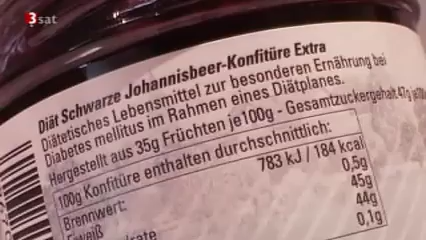 3sat
Diät Schwarze Johannisbeer-Konfitüre Extra
Diätetisches Lebensmittel zur besonderen Ernährung bei
Diabetes mellitus im Rahmen eines Diätplanes.
Hergestellt aus 35g Früchten je100g - Gesamtzuckergehalt 47g
100g Konfitüre enthalten durchschnittlich:
Brennwert: 783 kJ / 184 kcal
0,5g
45g
44g
0,1g